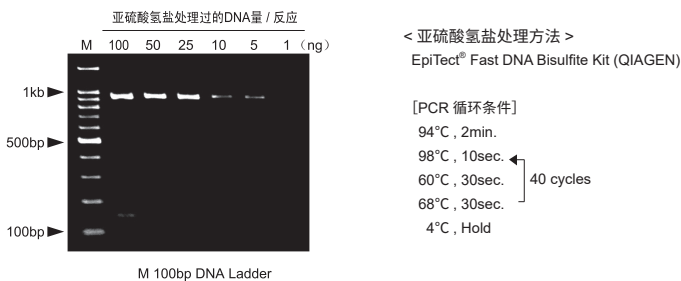 亚硫酸氢盐处理过的DNA量 / 反应
M 100 50 25 10 5 1 (ng)
1kb
500bp
100bp
M 100bp DNA Ladder
< 亚硫酸氢盐处理方法 >
EpiTect® Fast DNA Bisulfite Kit (QIAGEN)
[PCR 循环条件]
94℃ , 2min.
98℃ , 10sec.
60℃ , 30sec.
68℃ , 30sec.
40 cycles
4℃ , Hold